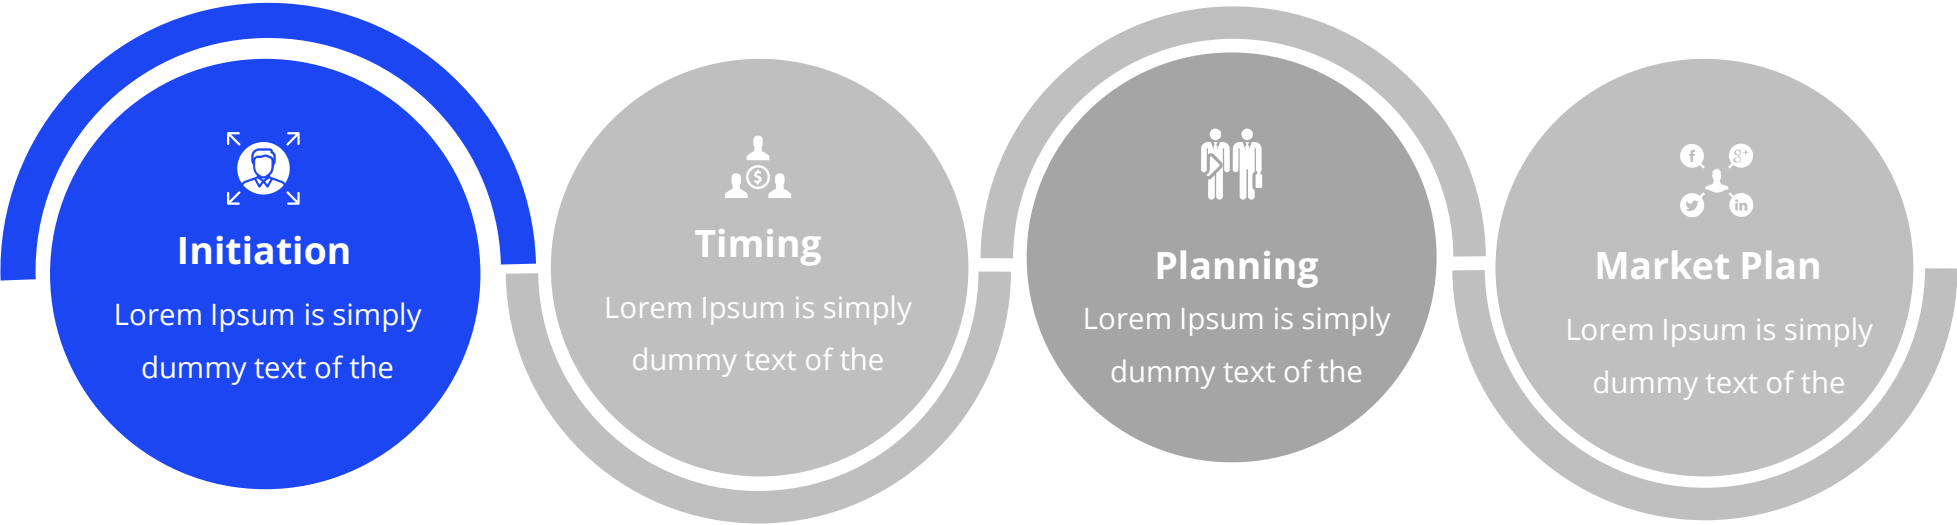 Initiation
Lorem Ipsum is simply
dummy text of the
$
Timing
Lorem Ipsum is simply
dummy text of the
Planning
Lorem Ipsum is simply
dummy text of the
f
g+
in
Market Plan
Lorem Ipsum is simply
dummy text of the